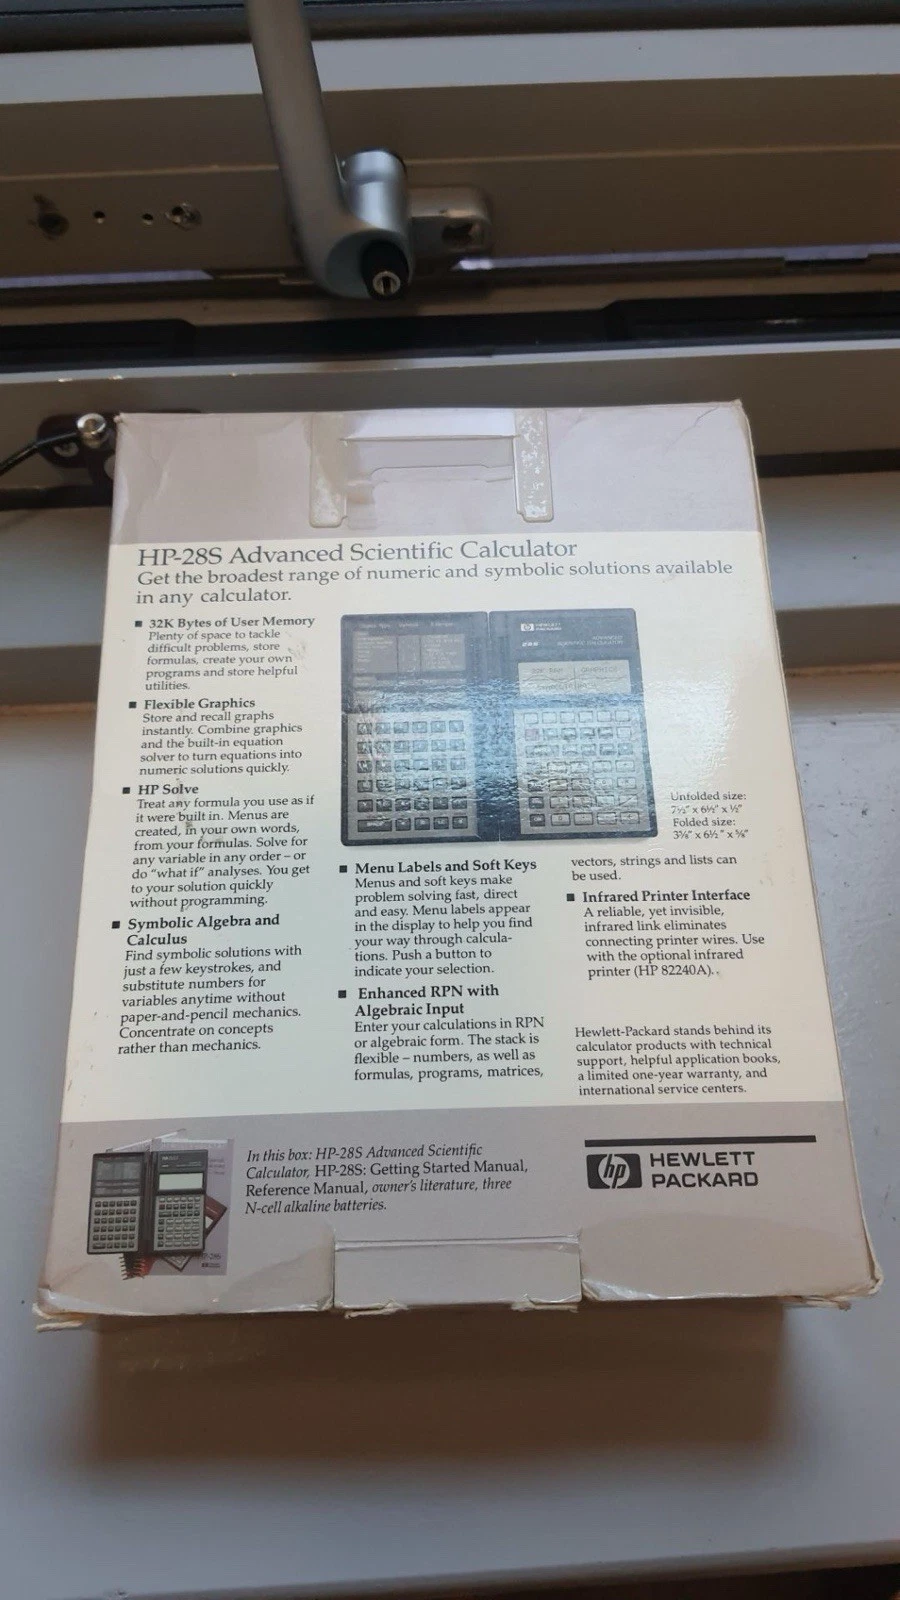 HP-28S Advanced Scientific Calculator
Get the broadest range of numeric and symbolic solutions available
in any calculator.
■ 32K Bytes of User Memory
Plenty of space to tackle
difficult problems, store
formulas, create your own
programs and store helpful
utilities.
■ Flexible Graphics
Store and recall graphs
instantly. Combine graphics
and the built-in equation
solver to turn equations into
numeric solutions quickly.
■ HP Solve
Treat any formula you use as if
it were built in. Menus are
created, in your own words,
from your formulas. Solve for
any variable in any order – or
do "what if" analyses. You get
to your solution quickly
without programming.
■ Symbolic Algebra and
Calculus
Find symbolic solutions with
just a few keystrokes, and
substitute numbers for
variables anytime without
paper-and-pencil mechanics.
Concentrate on concepts
rather than mechanics.
HEWLETT
PACKARD
ADVANCED
SCIENTIFIC CALCULATOR
Unfolded size:
7½" x 6½" x ½"
Folded size:
■ Menu Labels and Soft Keys
Menus and soft keys make
problem solving fast, direct
and easy. Menu labels appear
in the display to help you find
your way through calcula-
tions. Push a button to
indicate your selection.
■ Enhanced RPN with
Algebraic Input
Enter your calculations in RPN
or algebraic form. The stack is
flexible – numbers, as well as
formulas, programs, matrices,
vectors, strings and lists can
be used.
■ Infrared Printer Interface
A reliable, yet invisible,
infrared link eliminates
connecting printer wires. Use
with the optional infrared
printer (HP 82240A).
Hewlett-Packard stands behind its
calculator products with technical
support, helpful application books,
a limited one-year warranty, and
international service centers.
In this box: HP-28S Advanced Scientific
Calculator, HP-28S: Getting Started Manual,
Reference Manual, owner's literature, three
N-cell alkaline batteries.
hp HEWLETT
PACKARD